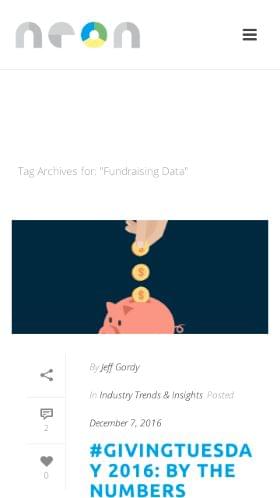 neon
Tag Archives for: "Fundraising Data"
$
$
$
By Jeff Gordy
In Industry Trends & Insights Posted
December 7, 2016
2
0
#GIVINGTUESDA
Y 2016: BY THE
NUMBERS